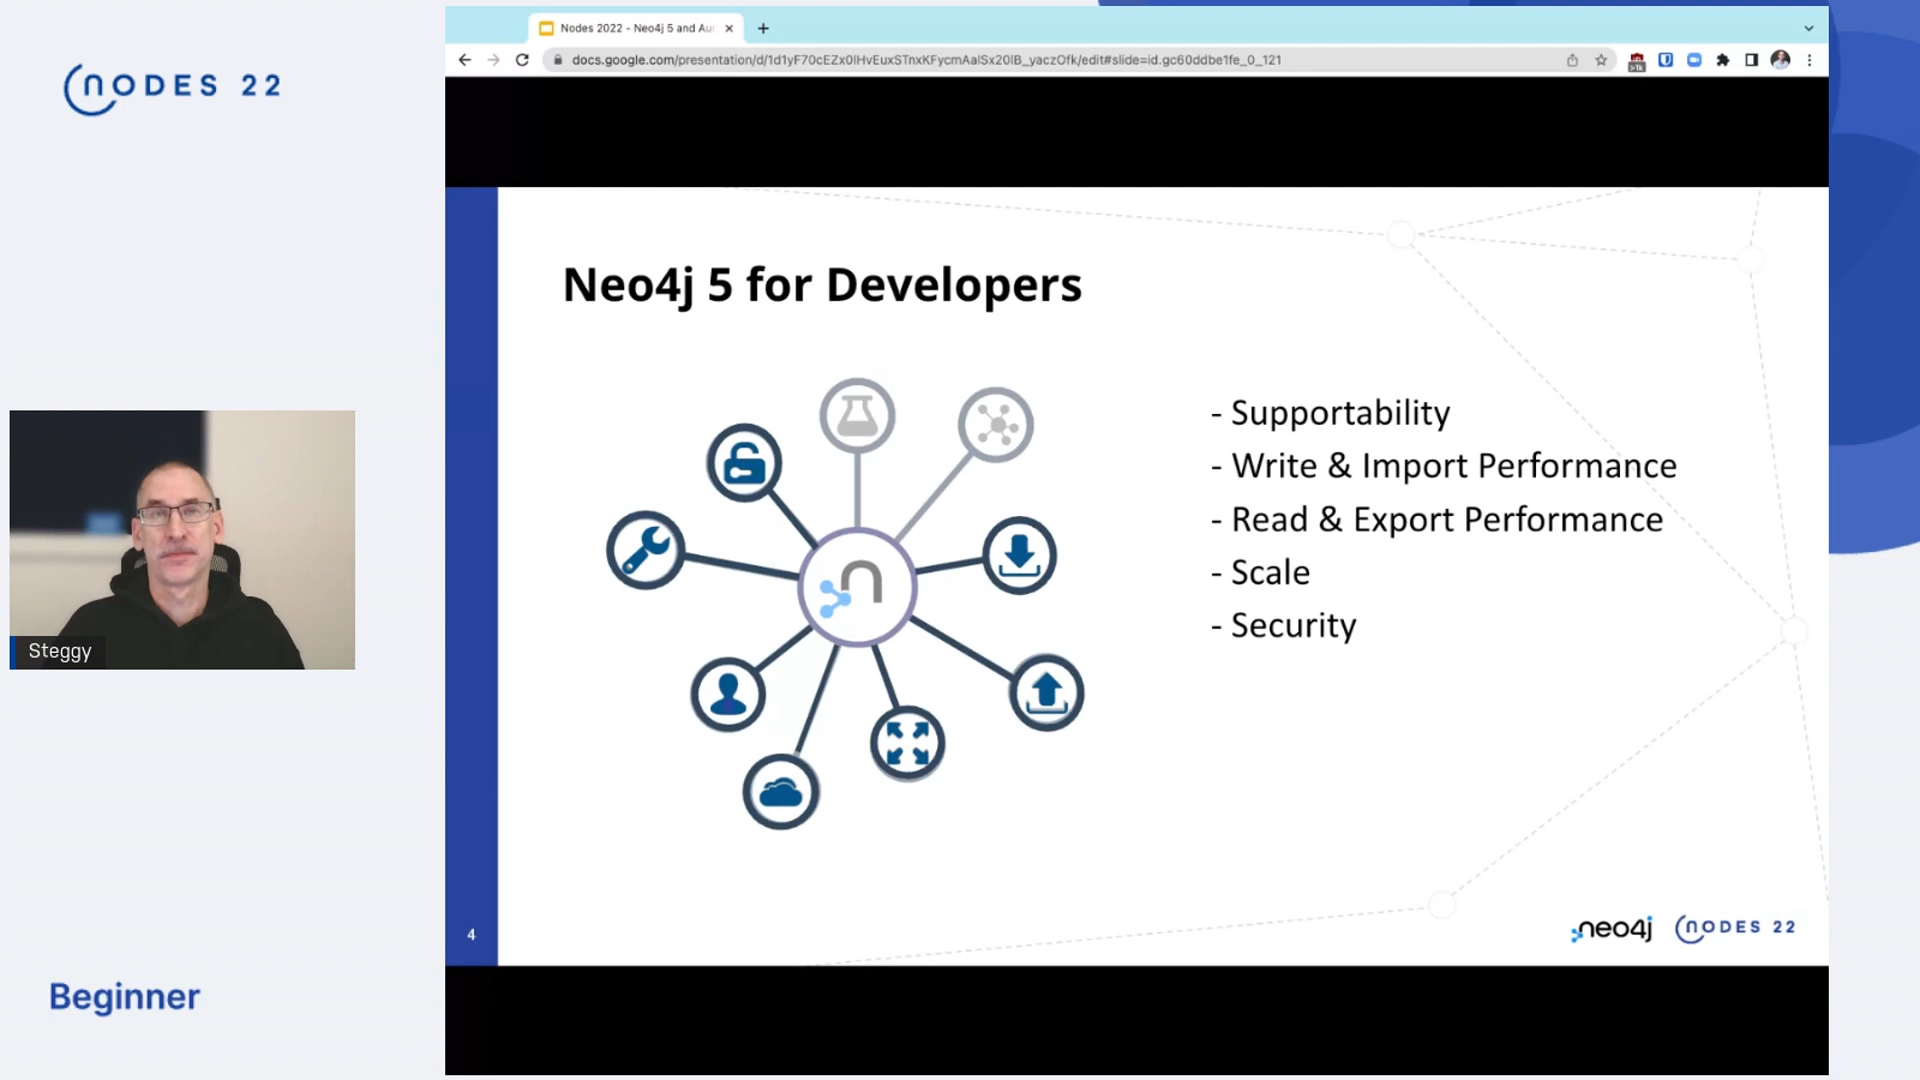 NODES 22
Nodes 2022 - Neo4j 5 and Au
docs.google.com/presentation/d/1d1yF70cEZx0IHvEuxSTnxKFycmAaISx20IB_yaczOfk/edit#slide=id.gc60ddbe1fe_0_121
Neo4j 5 for Developers
- Supportability
- Write & Import Performance
- Read & Export Performance
- Scale
- Security
n
Steggy
4
neo4j
NODES 22
Beginner